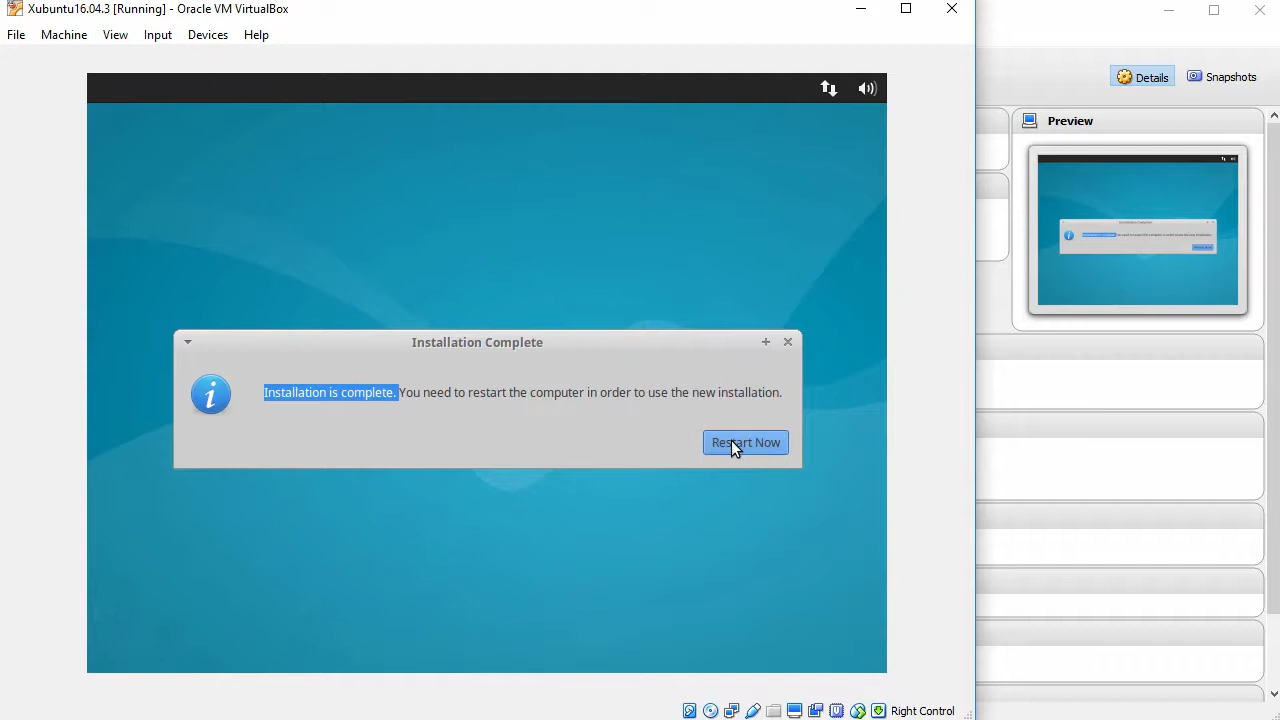 Xubuntu16.04.3 [Running] - Oracle VM VirtualBox
File Machine View Input Devices Help
Details Snapshots
Preview
Installation Complete
Installation is complete. You need to restart the computer in order to use the new installation.
Restart Now
Right Control